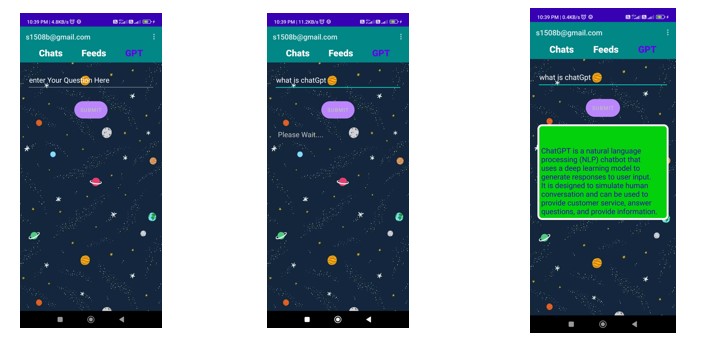 10:39 PM | 4.8KB/s
s1508b@gmail.com
Chats Feeds GPT
enter Your Question Here
SUBMIT
10:39 PM | 11.2KB/s
s1508b@gmail.com
Chats Feeds GPT
what is chatGpt
SUBMIT
Please Wait....
10:39 PM | 0.4KB/s
s1508b@gmail.com
Chats Feeds GPT
what is chatGpt
SUBMIT
ChatGPT is a natural language
processing (NLP) chatbot that
uses a deep learning model to
generate responses to user input.
It is designed to simulate human
conversation and can be used to
provide customer service, answer
questions, and provide information.